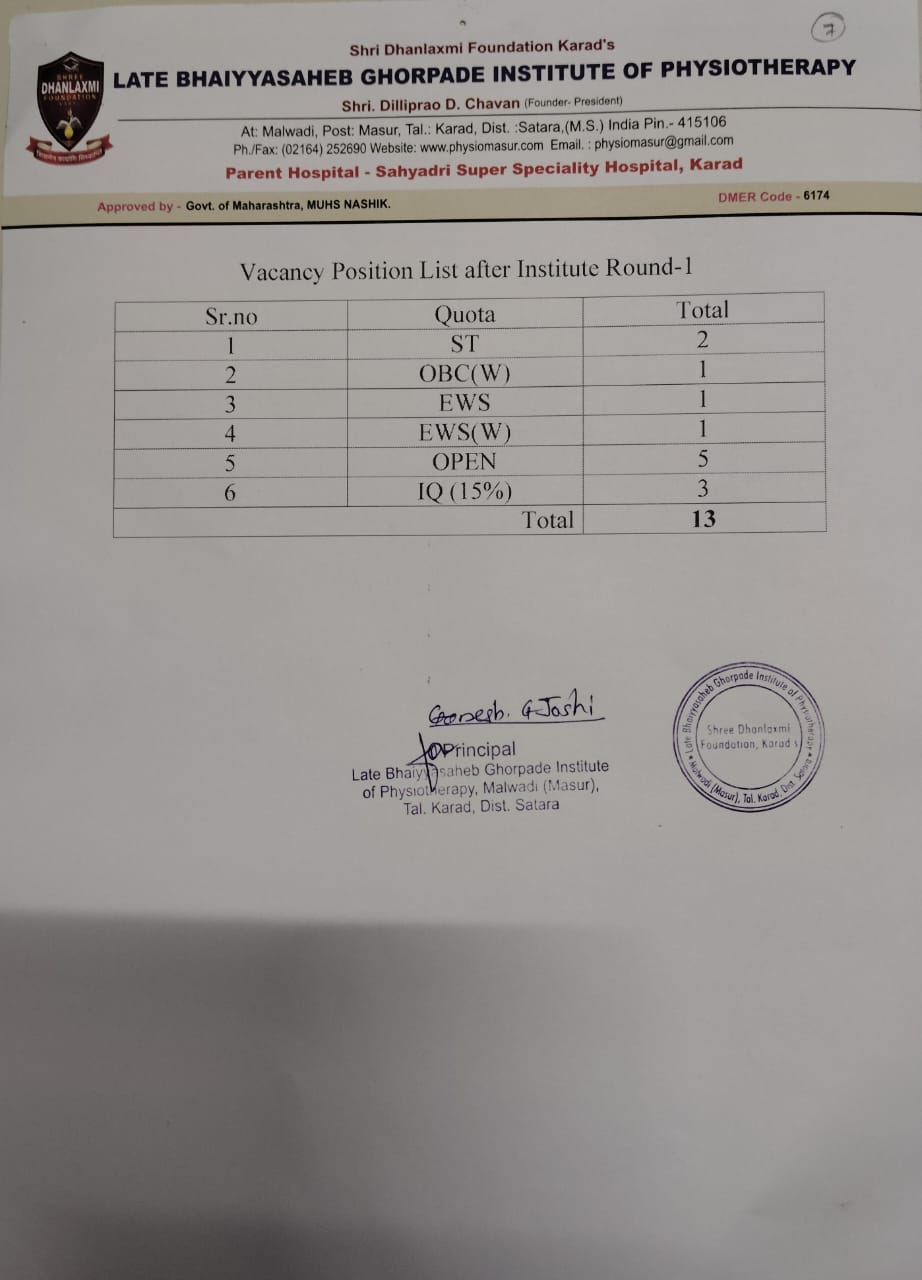 7
Shri Dhanlaxmi Foundation Karad's
LATE BHAIYYASAHEB GHORPADE INSTITUTE OF PHYSIOTHERAPY
Shri. Dilliprao D. Chavan (Founder- President)
At: Malwadi, Post: Masur, Tal.: Karad, Dist. :Satara,(M.S.) India Pin.- 415106
Ph./Fax: (02164) 252690 Website: www.physiomasur.com Email. : physiomasur@gmail.com
Parent Hospital - Sahyadri Super Speciality Hospital, Karad
SHREE
DHANLAXMI
FOUNDATION
Approved by - Govt. of Maharashtra, MUHS NASHIK. DMER Code - 6174
Vacancy Position List after Institute Round-1
Sr.no Quota Total
1 ST 2
2 OBC(W) 1
3 EWS 1
4 EWS(W) 1
5 OPEN 5
6 IQ (15%) 3
Total 13
G Joshi
Principal
Late Bhaiyyasaheb Ghorpade Institute
of Physiotherapy, Malwadi (Masur),
Tal. Karad, Dist. Satara
Late Bhaiyyasaheb Ghorpade Institute of Physiotherapy
Malwadi (Masur), Tal. Karad, Dist. Satara
Shree Dhanlaxmi
Foundation, Karad's